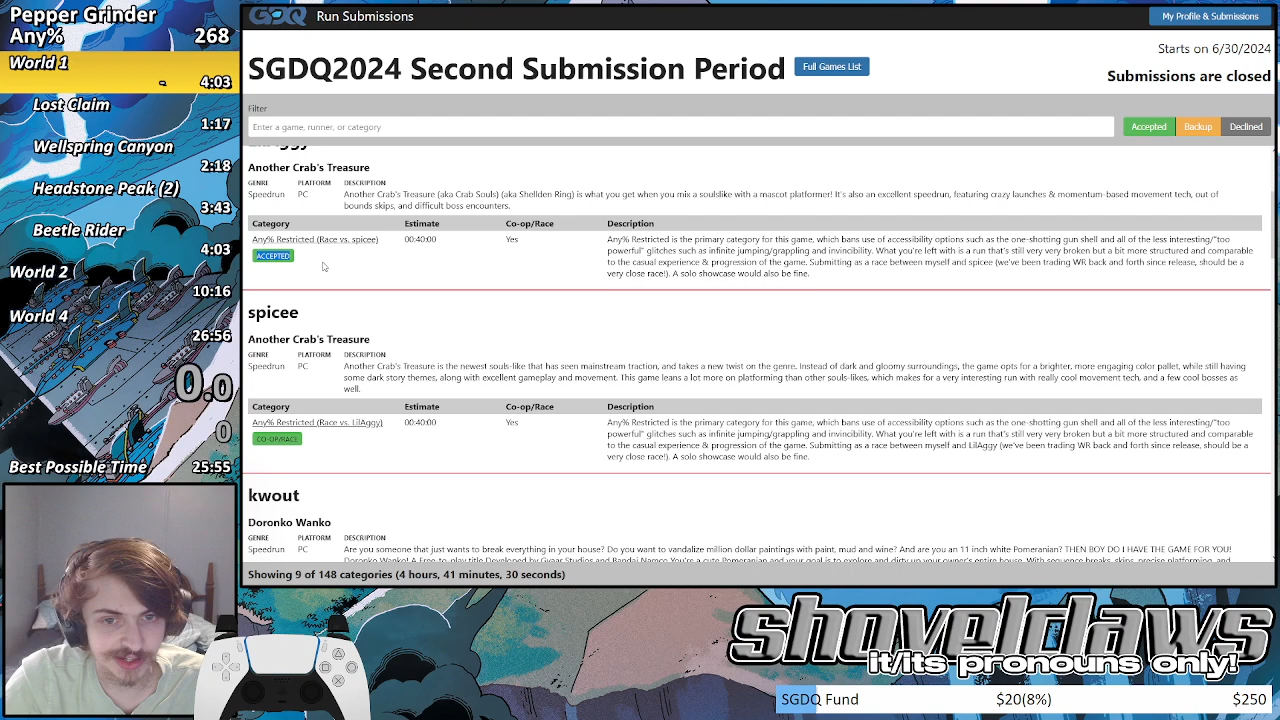 Pepper Grinder
Any% 268
World 1 - 4:03
Lost Claim 1:17
Wellspring Canyon 2:18
Headstone Peak (2) 3:43
Beetle Rider 4:03
World 2 10:16
World 4 26:56
0.0
0
Best Possible Time 25:55
GDQ Run Submissions My Profile & Submissions
Starts on 6/30/2024
SGDQ2024 Second Submission Period Full Games List
Submissions are closed
Filter
Enter a game, runner, or category Accepted Backup Declined
Another Crab's Treasure
GENRE PLATFORM DESCRIPTION
Speedrun PC Another Crab's Treasure (aka Crab Souls) (aka Shellden Ring) is what you get when you mix a soulslike with a mascot platformer! It's also an excellent speedrun, featuring crazy launches & momentum-based movement tech, out of
bounds skips, and difficult boss encounters.
Category Estimate Co-op/Race Description
Any% Restricted (Race vs. spicee) 00:40:00 Yes Any% Restricted is the primary category for this game, which bans use of accessibility options such as the one-shotting gun shell and all of the less interesting/"too
powerful" glitches such as infinite jumping/grappling and invincibility. What you're left with is a run that's still very very broken but a bit more structured and comparable
ACCEPTED to the casual experience & progression of the game. Submitting as a race between myself and spicee (we've been trading WR back and forth since release, should be a
very close race!). A solo showcase would also be fine.
spicee
Another Crab's Treasure
GENRE PLATFORM DESCRIPTION
Speedrun PC Another Crab's Treasure is the newest souls-like that has seen mainstream traction, and takes a new twist on the genre. Instead of dark and gloomy surroundings, the game opts for a brighter, more engaging color pallet, while still having
some dark story themes, along with excellent gameplay and movement. This game leans a lot more on platforming than other souls-likes, which makes for a very interesting run with really cool movement tech, and a few cool bosses as
well.
Category Estimate Co-op/Race Description
Any% Restricted (Race vs. LilAggy) 00:40:00 Yes Any% Restricted is the primary category for this game, which bans use of accessibility options such as the one-shotting gun shell and all of the less interesting/"too
powerful" glitches such as infinite jumping/grappling and invincibility. What you're left with is a run that's still very very broken but a bit more structured and comparable
CO-OP/RACE to the casual experience & progression of the game. Submitting as a race between myself and LilAggy (we've been trading WR back and forth since release, should be a
very close race!). A solo showcase would also be fine.
kwout
Doronko Wanko
GENRE PLATFORM DESCRIPTION
Speedrun PC Are you someone that just wants to break everything in your house? Do you want to vandalize million dollar paintings with paint, mud and wine? And are you an 11 inch white Pomeranian? THEN BOY DO I HAVE THE GAME FOR YOU!
Showing 9 of 148 categories (4 hours, 41 minutes, 30 seconds)
shovelclaws
it/its pronouns only!
SGDQ Fund $20(8%) $250